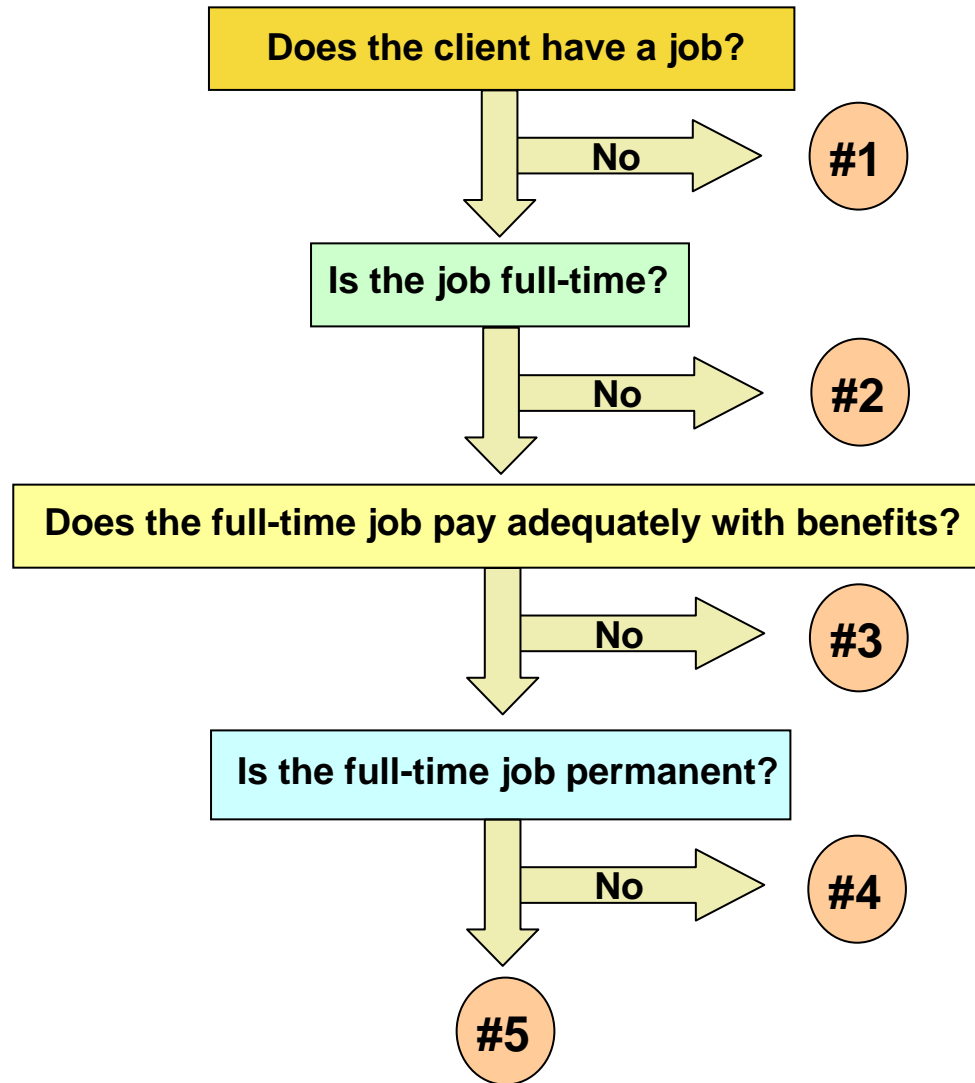 Does the client have a job?
No
#1
Is the job full-time?
No
#2
Does the full-time job pay adequately with benefits?
No
#3
Is the full-time job permanent?
No
#4
#5